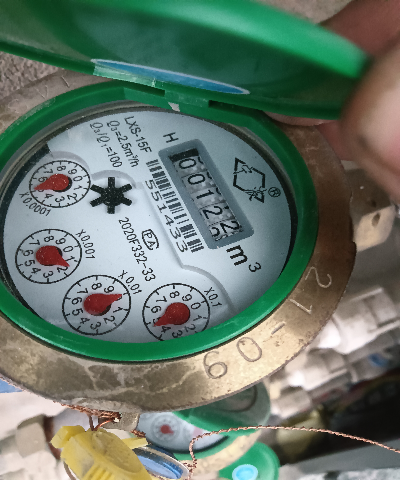 LXS-15F
Q₃=2.5m³/h
Q₃/Q₁=100
H
00122
m³
551433
2020F332-33
X0.0001
X0.001
X0.01
X0.1
21-09